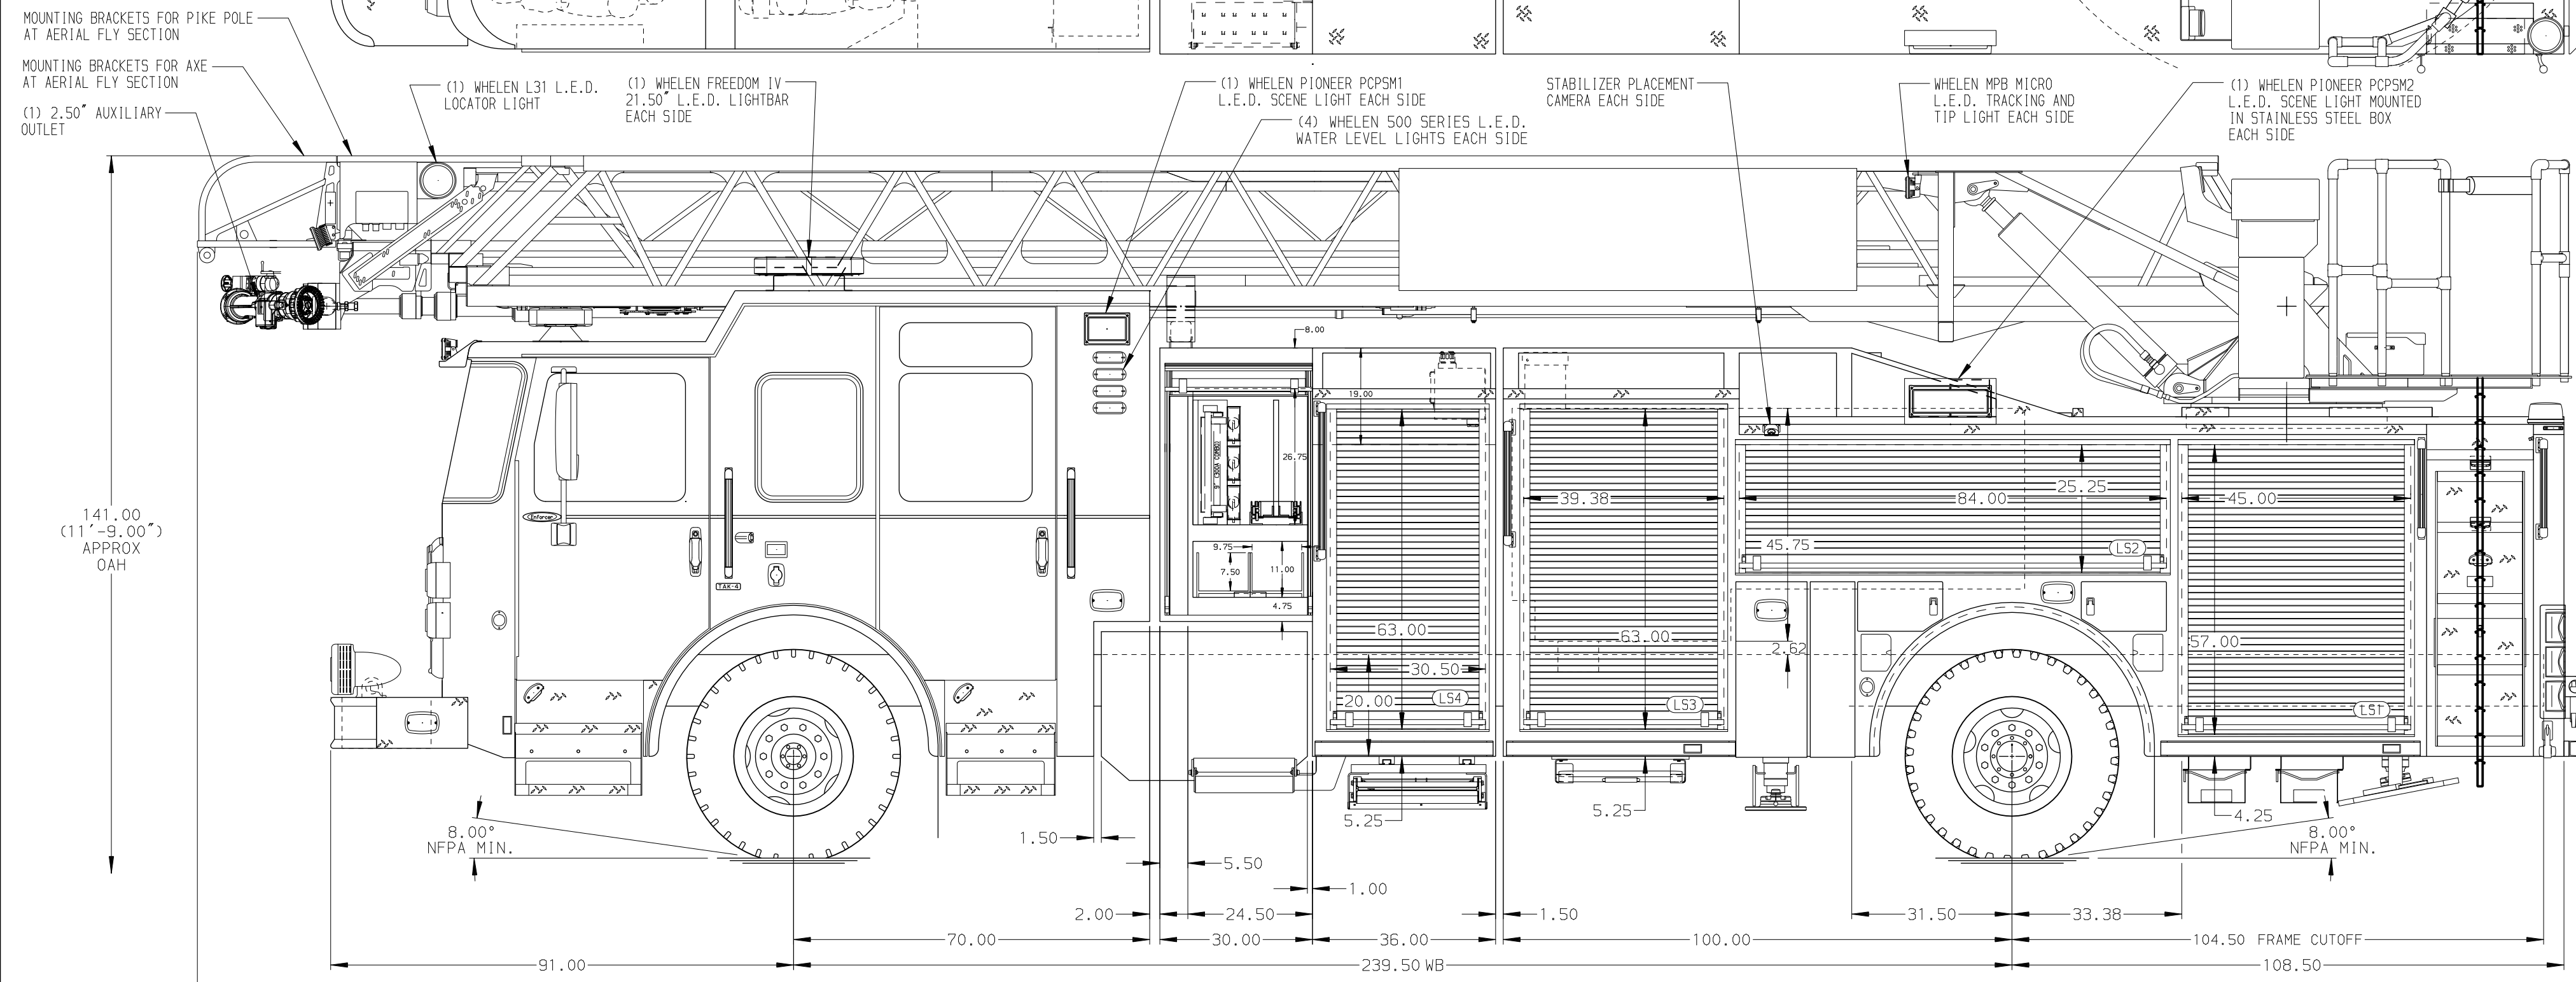 MOUNTING BRACKETS FOR PIKE POLE
AT AERIAL FLY SECTION
MOUNTING BRACKETS FOR AXE
AT AERIAL FLY SECTION
(1) 2.50" AUXILIARY
OUTLET
(1) WHELEN L31 L.E.D.
LOCATOR LIGHT
(1) WHELEN FREEDOM IV
21.50" L.E.D. LIGHTBAR
EACH SIDE
(1) WHELEN PIONEER PCPSM1
L.E.D. SCENE LIGHT EACH SIDE
(4) WHELEN 500 SERIES L.E.D.
WATER LEVEL LIGHTS EACH SIDE
STABILIZER PLACEMENT
CAMERA EACH SIDE
WHELEN MPB MICRO
L.E.D. TRACKING AND
TIP LIGHT EACH SIDE
(1) WHELEN PIONEER PCPSM2
L.E.D. SCENE LIGHT MOUNTED
IN STAINLESS STEEL BOX
EACH SIDE
8.00
19.00
26.75
39.38
84.00
25.25
45.00
141.00
(11'-9.00")
APPROX
OAH
Enforcer
9.75
7.50
11.00
4.75
45.75
LS2
TAK-4
63.00
63.00
2.62
57.00
30.50
20.00
LS4
LS3
LS1
5.25
5.25
4.25
8.00°
NFPA MIN.
8.00°
NFPA MIN.
1.50
5.50
1.00
2.00
24.50
1.50
31.50
33.38
70.00
30.00
36.00
100.00
104.50 FRAME CUTOFF
91.00
239.50 WB
108.50